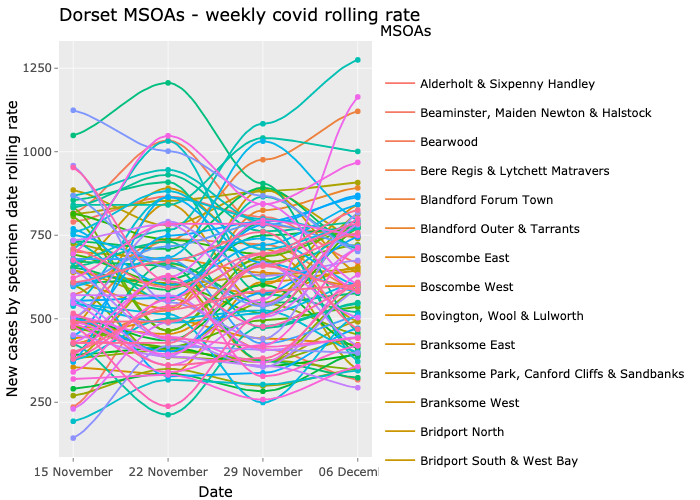 Dorset MSOAs - weekly covid rolling rate
MSOAs
1250
1000
750
500
250
New cases by specimen date rolling rate
15 November
22 November
29 November
06 Decem
Date
Alderholt & Sixpenny Handley
Beaminster, Maiden Newton & Halstock
Bearwood
Bere Regis & Lytchett Matravers
Blandford Forum Town
Blandford Outer & Tarrants
Boscombe East
Boscombe West
Bovington, Wool & Lulworth
Branksome East
Branksome Park, Canford Cliffs & Sandbanks
Branksome West
Bridport North
Bridport South & West Bay